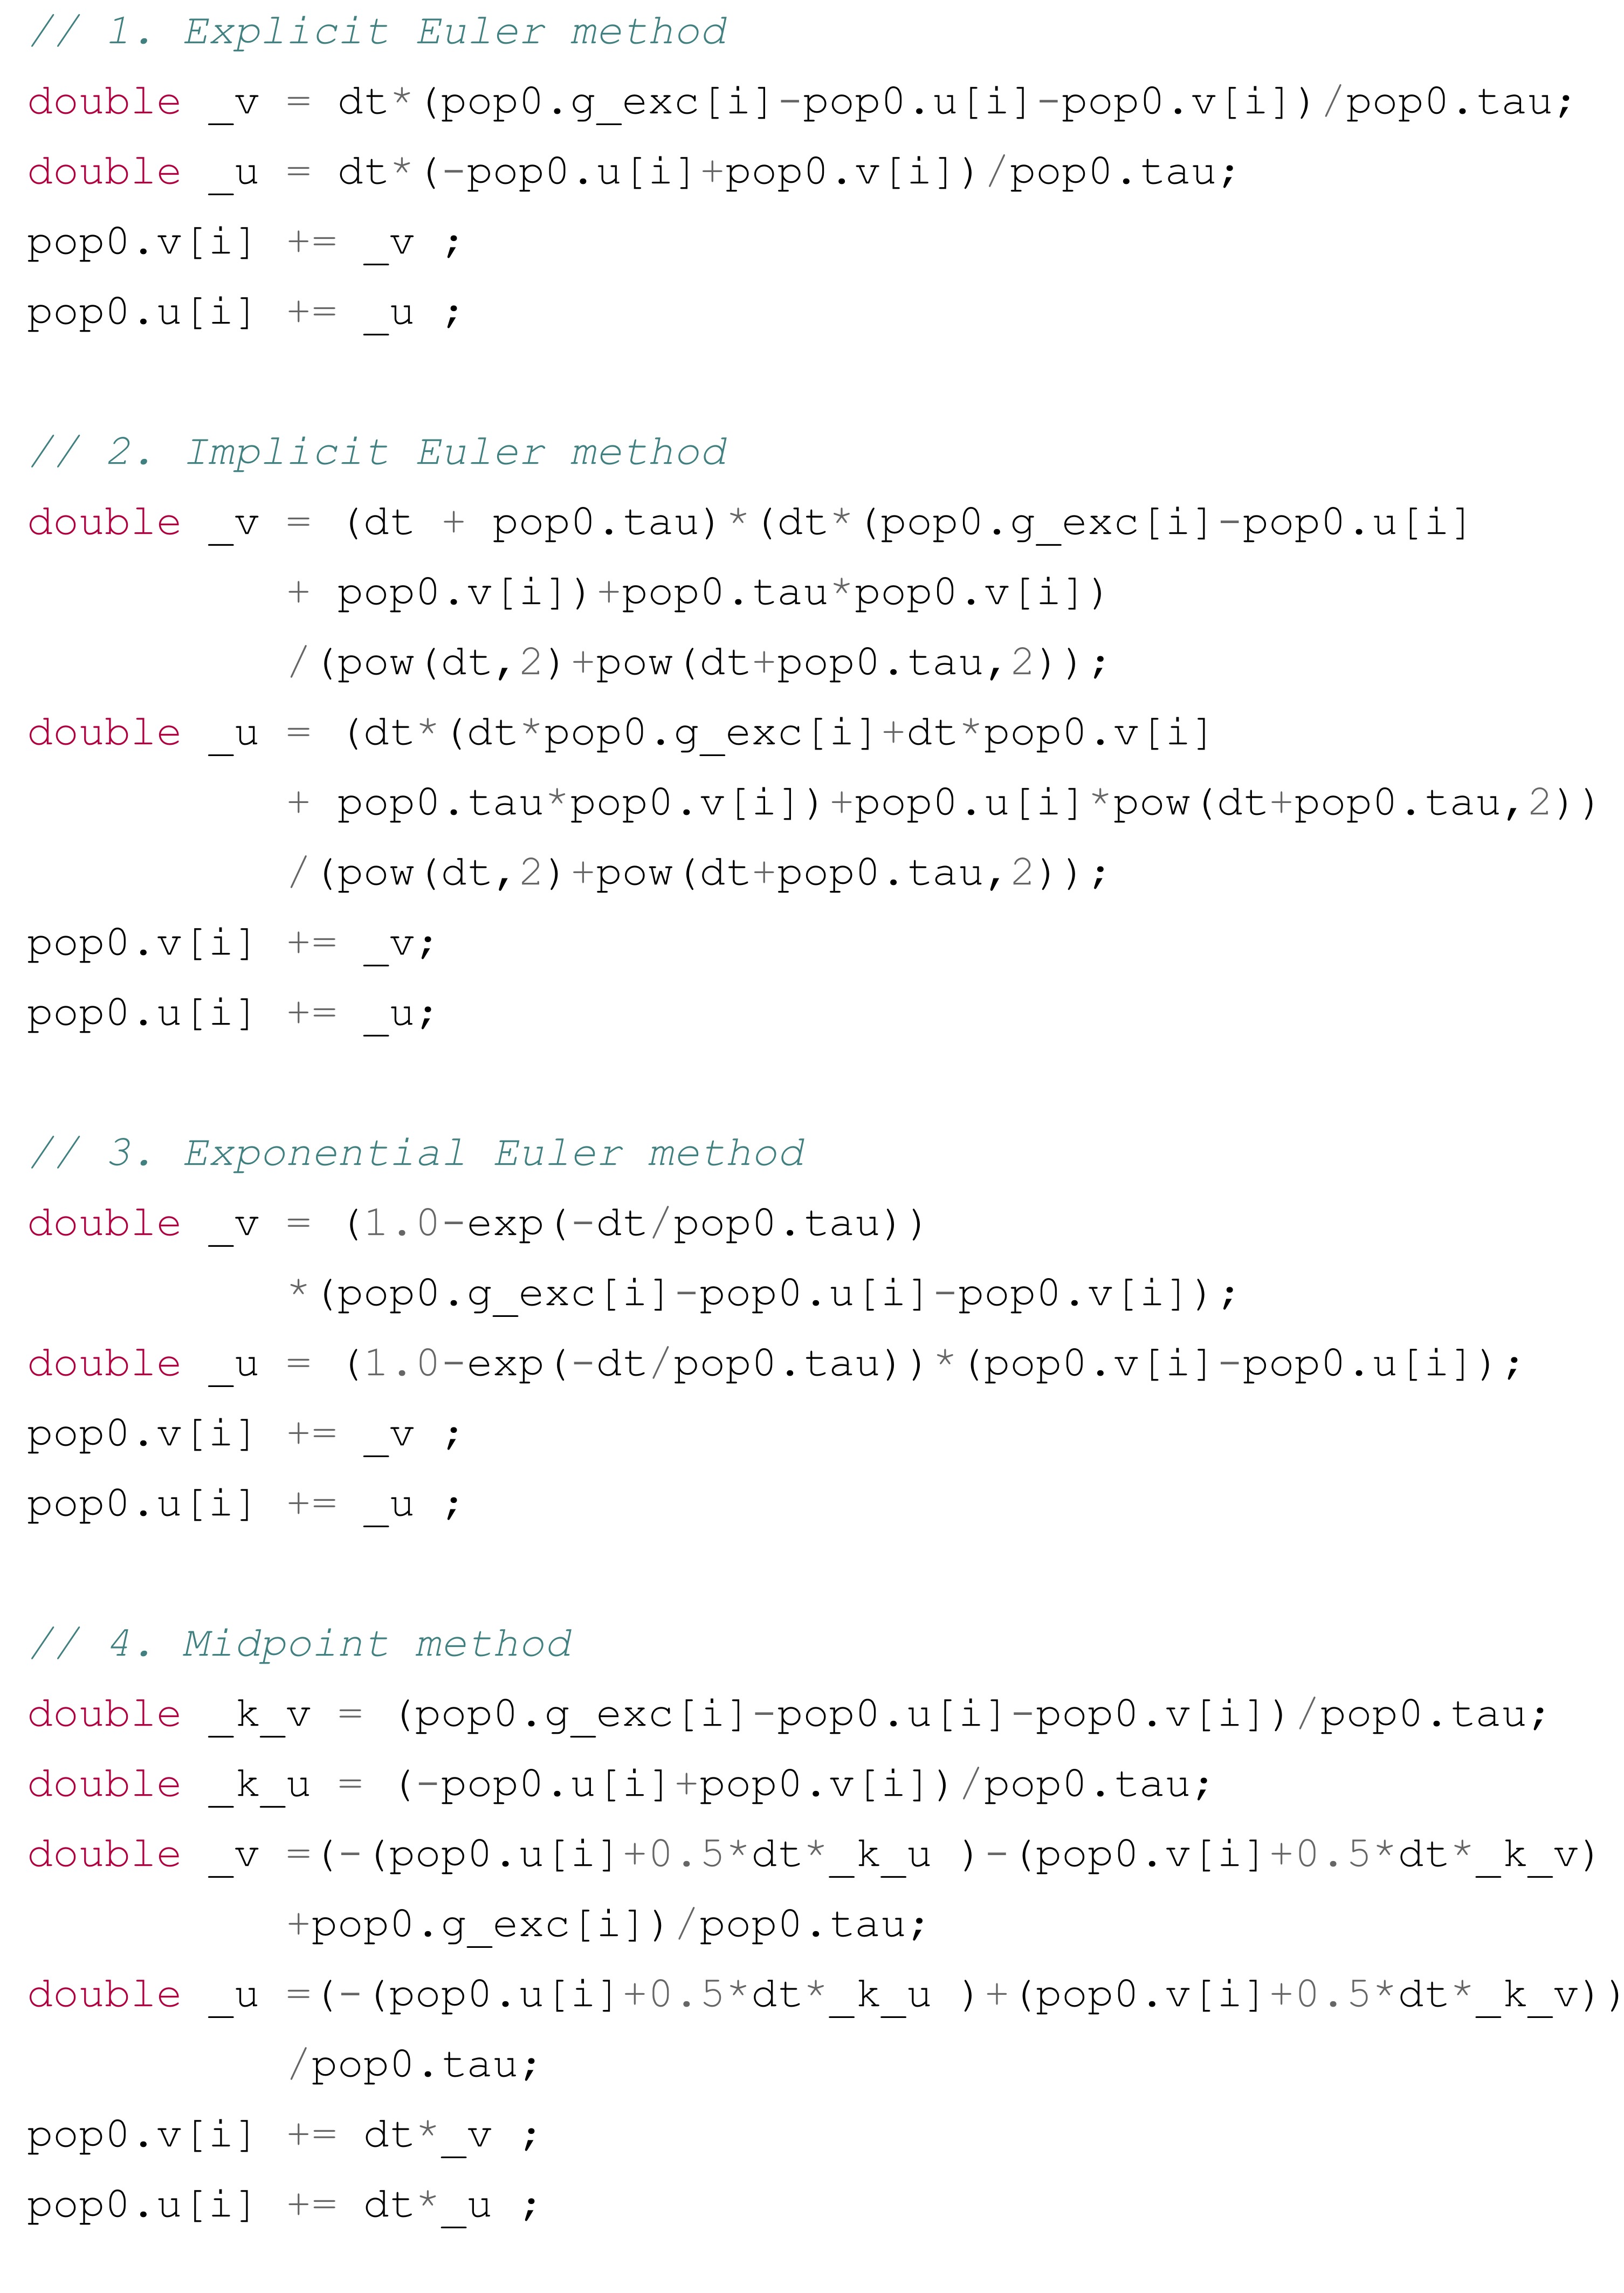 // 1. Explicit Euler method
double _v = dt*(pop0.g_exc[i]-pop0.u[i]-pop0.v[i])/pop0.tau;
double _u = dt*(-pop0.u[i]+pop0.v[i])/pop0.tau;
pop0.v[i] += _v ;
pop0.u[i] += _u ;
// 2. Implicit Euler method
double _v = (dt + pop0.tau)*(dt*(pop0.g_exc[i]-pop0.u[i]
+ pop0.v[i])+pop0.tau*pop0.v[i])
/(pow(dt,2)+pow(dt+pop0.tau,2));
double _u = (dt*(dt*pop0.g_exc[i]+dt*pop0.v[i]
+ pop0.tau*pop0.v[i])+pop0.u[i]*pow(dt+pop0.tau,2))
/(pow(dt,2)+pow(dt+pop0.tau,2));
pop0.v[i] += _v;
pop0.u[i] += _u;
// 3. Exponential Euler method
double _v = (1.0-exp(-dt/pop0.tau))
*(pop0.g_exc[i]-pop0.u[i]-pop0.v[i]);
double _u = (1.0-exp(-dt/pop0.tau))*(pop0.v[i]-pop0.u[i]);
pop0.v[i] += _v ;
pop0.u[i] += _u ;
// 4. Midpoint method
double _k_v = (pop0.g_exc[i]-pop0.u[i]-pop0.v[i])/pop0.tau;
double _k_u = (-pop0.u[i]+pop0.v[i])/pop0.tau;
double _v =(-(pop0.u[i]+0.5*dt*_k_u )-(pop0.v[i]+0.5*dt*_k_v)
+pop0.g_exc[i])/pop0.tau;
double _u =(-(pop0.u[i]+0.5*dt*_k_u )+(pop0.v[i]+0.5*dt*_k_v))
/pop0.tau;
pop0.v[i] += dt*_v ;
pop0.u[i] += dt*_u ;